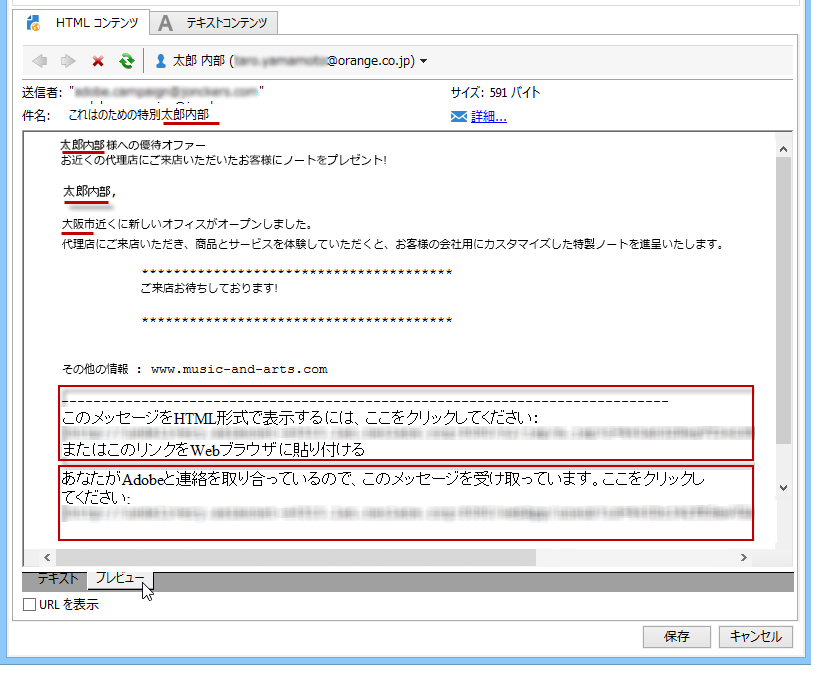 HTML コンテンツ
A テキストコンテンツ
太郎 内部 ( @orange.co.jp)
送信者: " "
サイズ: 591 バイト
件名: これはのための特別太郎内部
詳細...
太郎内部様への優待オファー
お近くの代理店にご来店いただいたお客様にノートをプレゼント!
太郎内部,
大阪市近くに新しいオフィスがオープンしました。
代理店にご来店いただき、商品とサービスを体験していただくと、お客様の会社用にカスタマイズした特製ノートを進呈いたします。
***************************************
ご来店お待ちしております!
***************************************
その他の情報 : www.music-and-arts.com
----------------------------------------------------------------------------
このメッセージをHTML形式で表示するには、ここをクリックしてください:
またはこのリンクをWebブラウザに貼り付ける
あなたがAdobeと連絡を取り合っているので、このメッセージを受け取っています。ここをクリックし
てください:
テキスト
プレビュー
URL を表示
保存
キャンセル